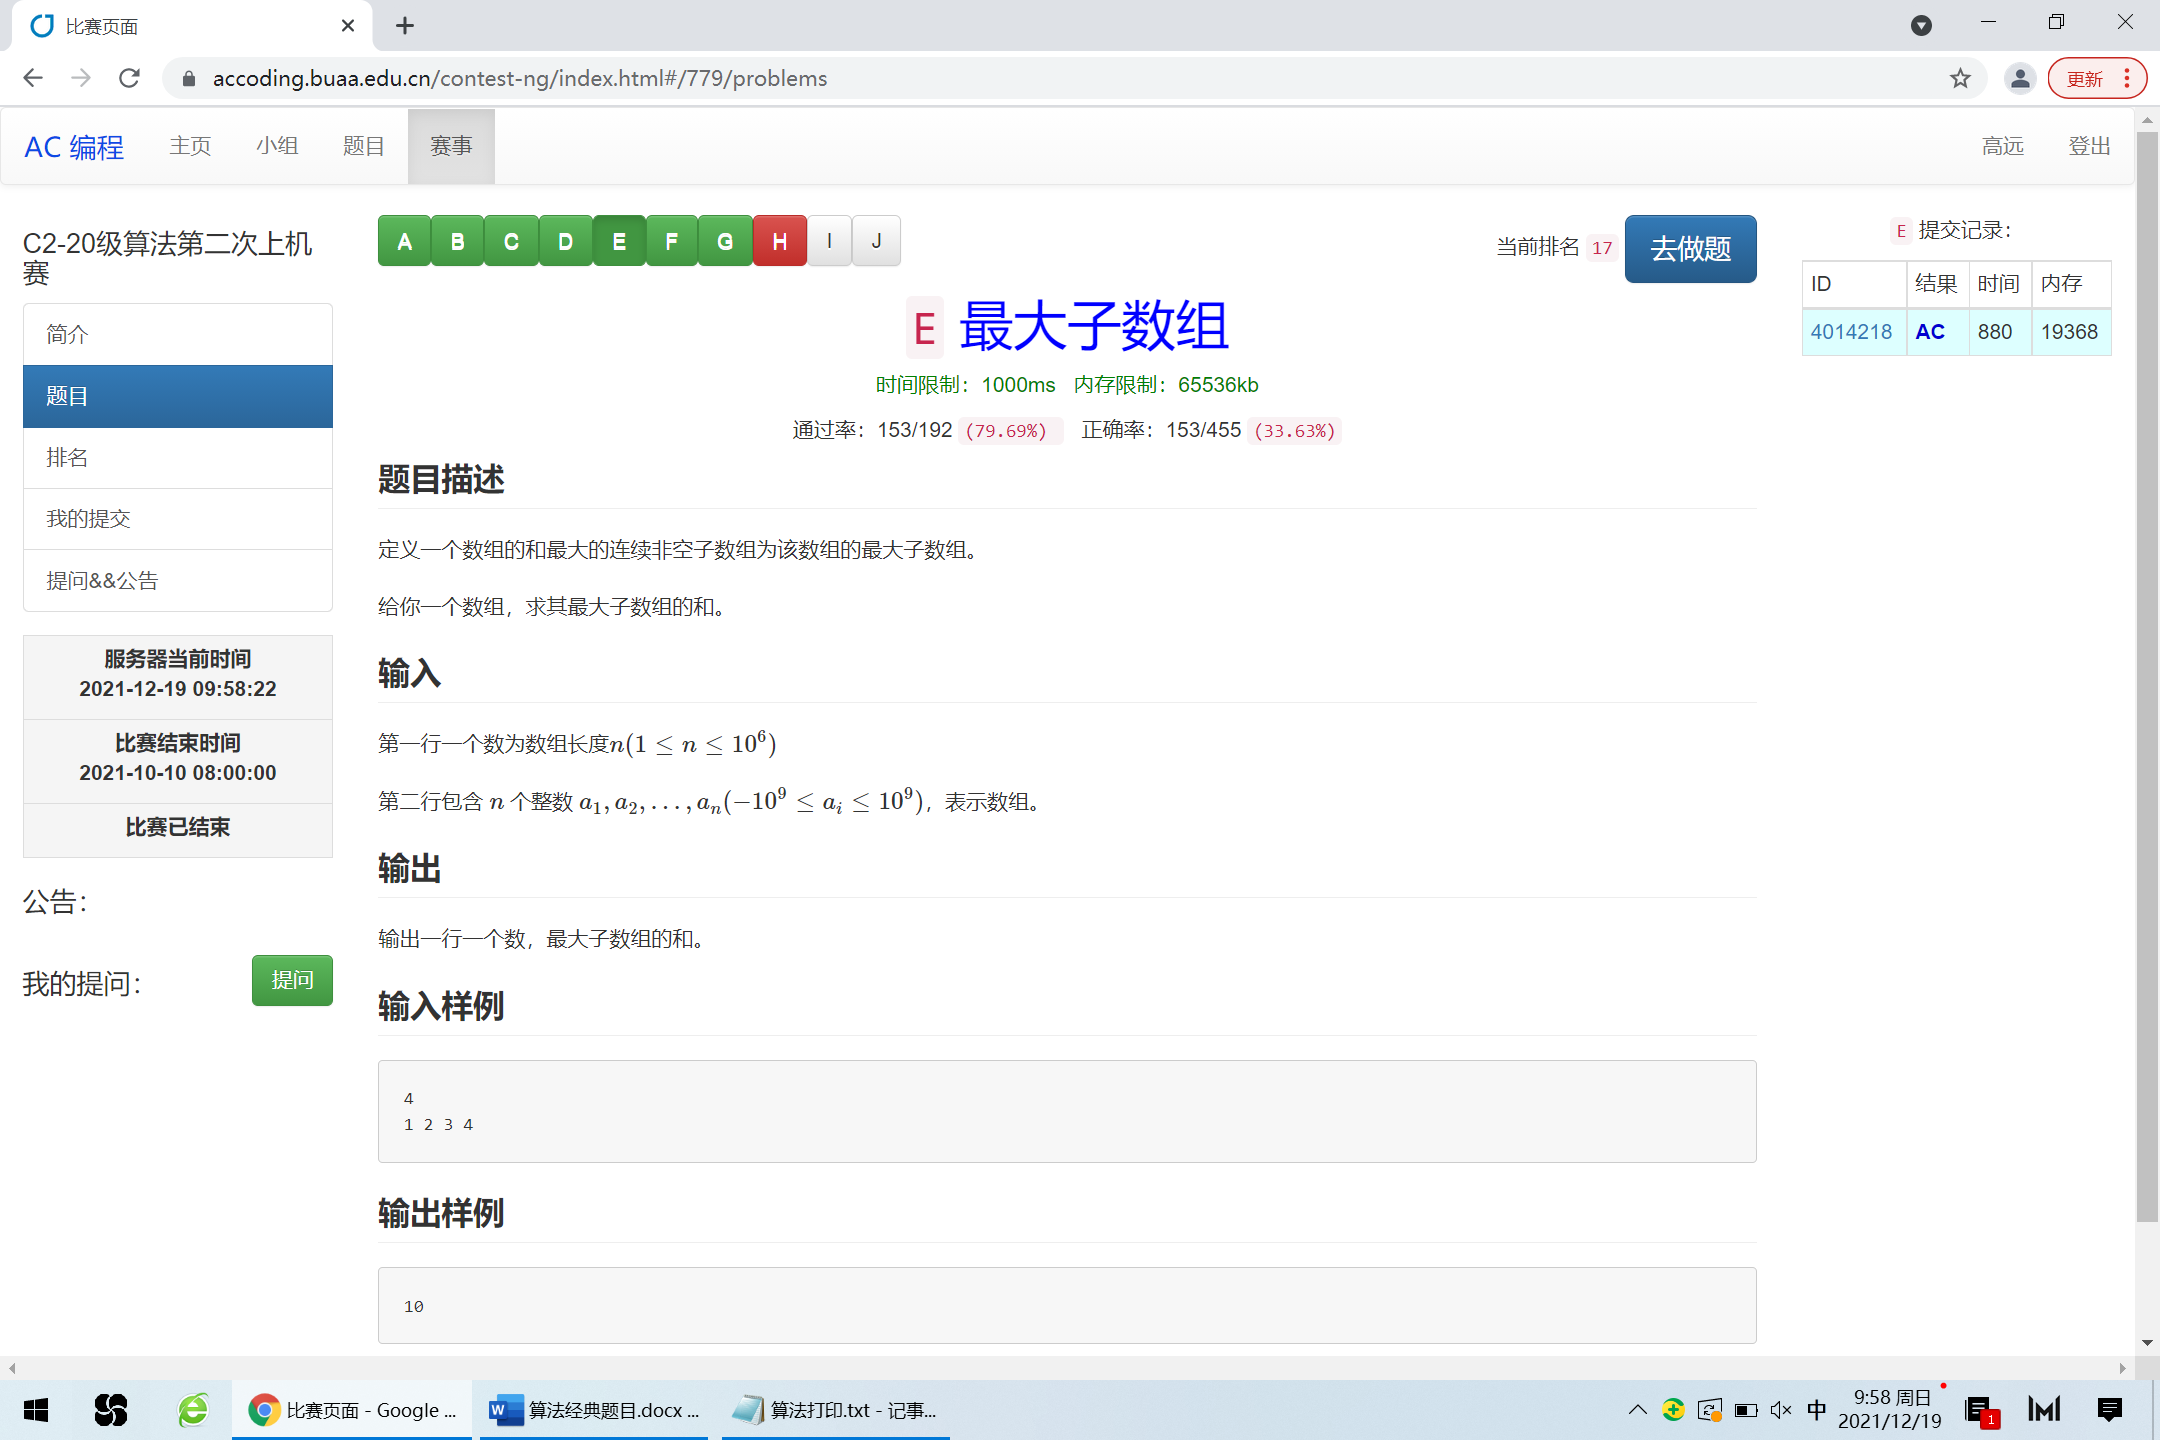 比赛页面
accoding.buaa.edu.cn/contest-ng/index.html#/779/problems
更新
AC 编程 主页 小组 题目 赛事 高远 登出
C2-20级算法第二次上机
赛
简介
题目
排名
我的提交
提问&&公告
服务器当前时间
2021-12-19 09:58:22
比赛结束时间
2021-10-10 08:00:00
比赛已结束
公告：
我的提问： 提问
A B C D E F G H I J
当前排名 17 去做题
E 最大子数组
时间限制：1000ms 内存限制：65536kb
通过率：153/192 (79.69%) 正确率：153/455 (33.63%)
题目描述
定义一个数组的和最大的连续非空子数组为该数组的最大子数组。
给你一个数组，求其最大子数组的和。
输入
第一行一个数为数组长度n(1 ≤ n ≤ 10⁶)
第二行包含 n 个整数 a₁, a₂, . . . , aₙ(−10⁹ ≤ aᵢ ≤ 10⁹)，表示数组。
输出
输出一行一个数，最大子数组的和。
输入样例
4
1 2 3 4
输出样例
10
E 提交记录：
ID 结果 时间 内存
4014218 AC 880 19368
比赛页面 - Google ...
算法经典题目.docx ...
算法打印.txt - 记事...
中
9:58 周日
2021/12/19
1